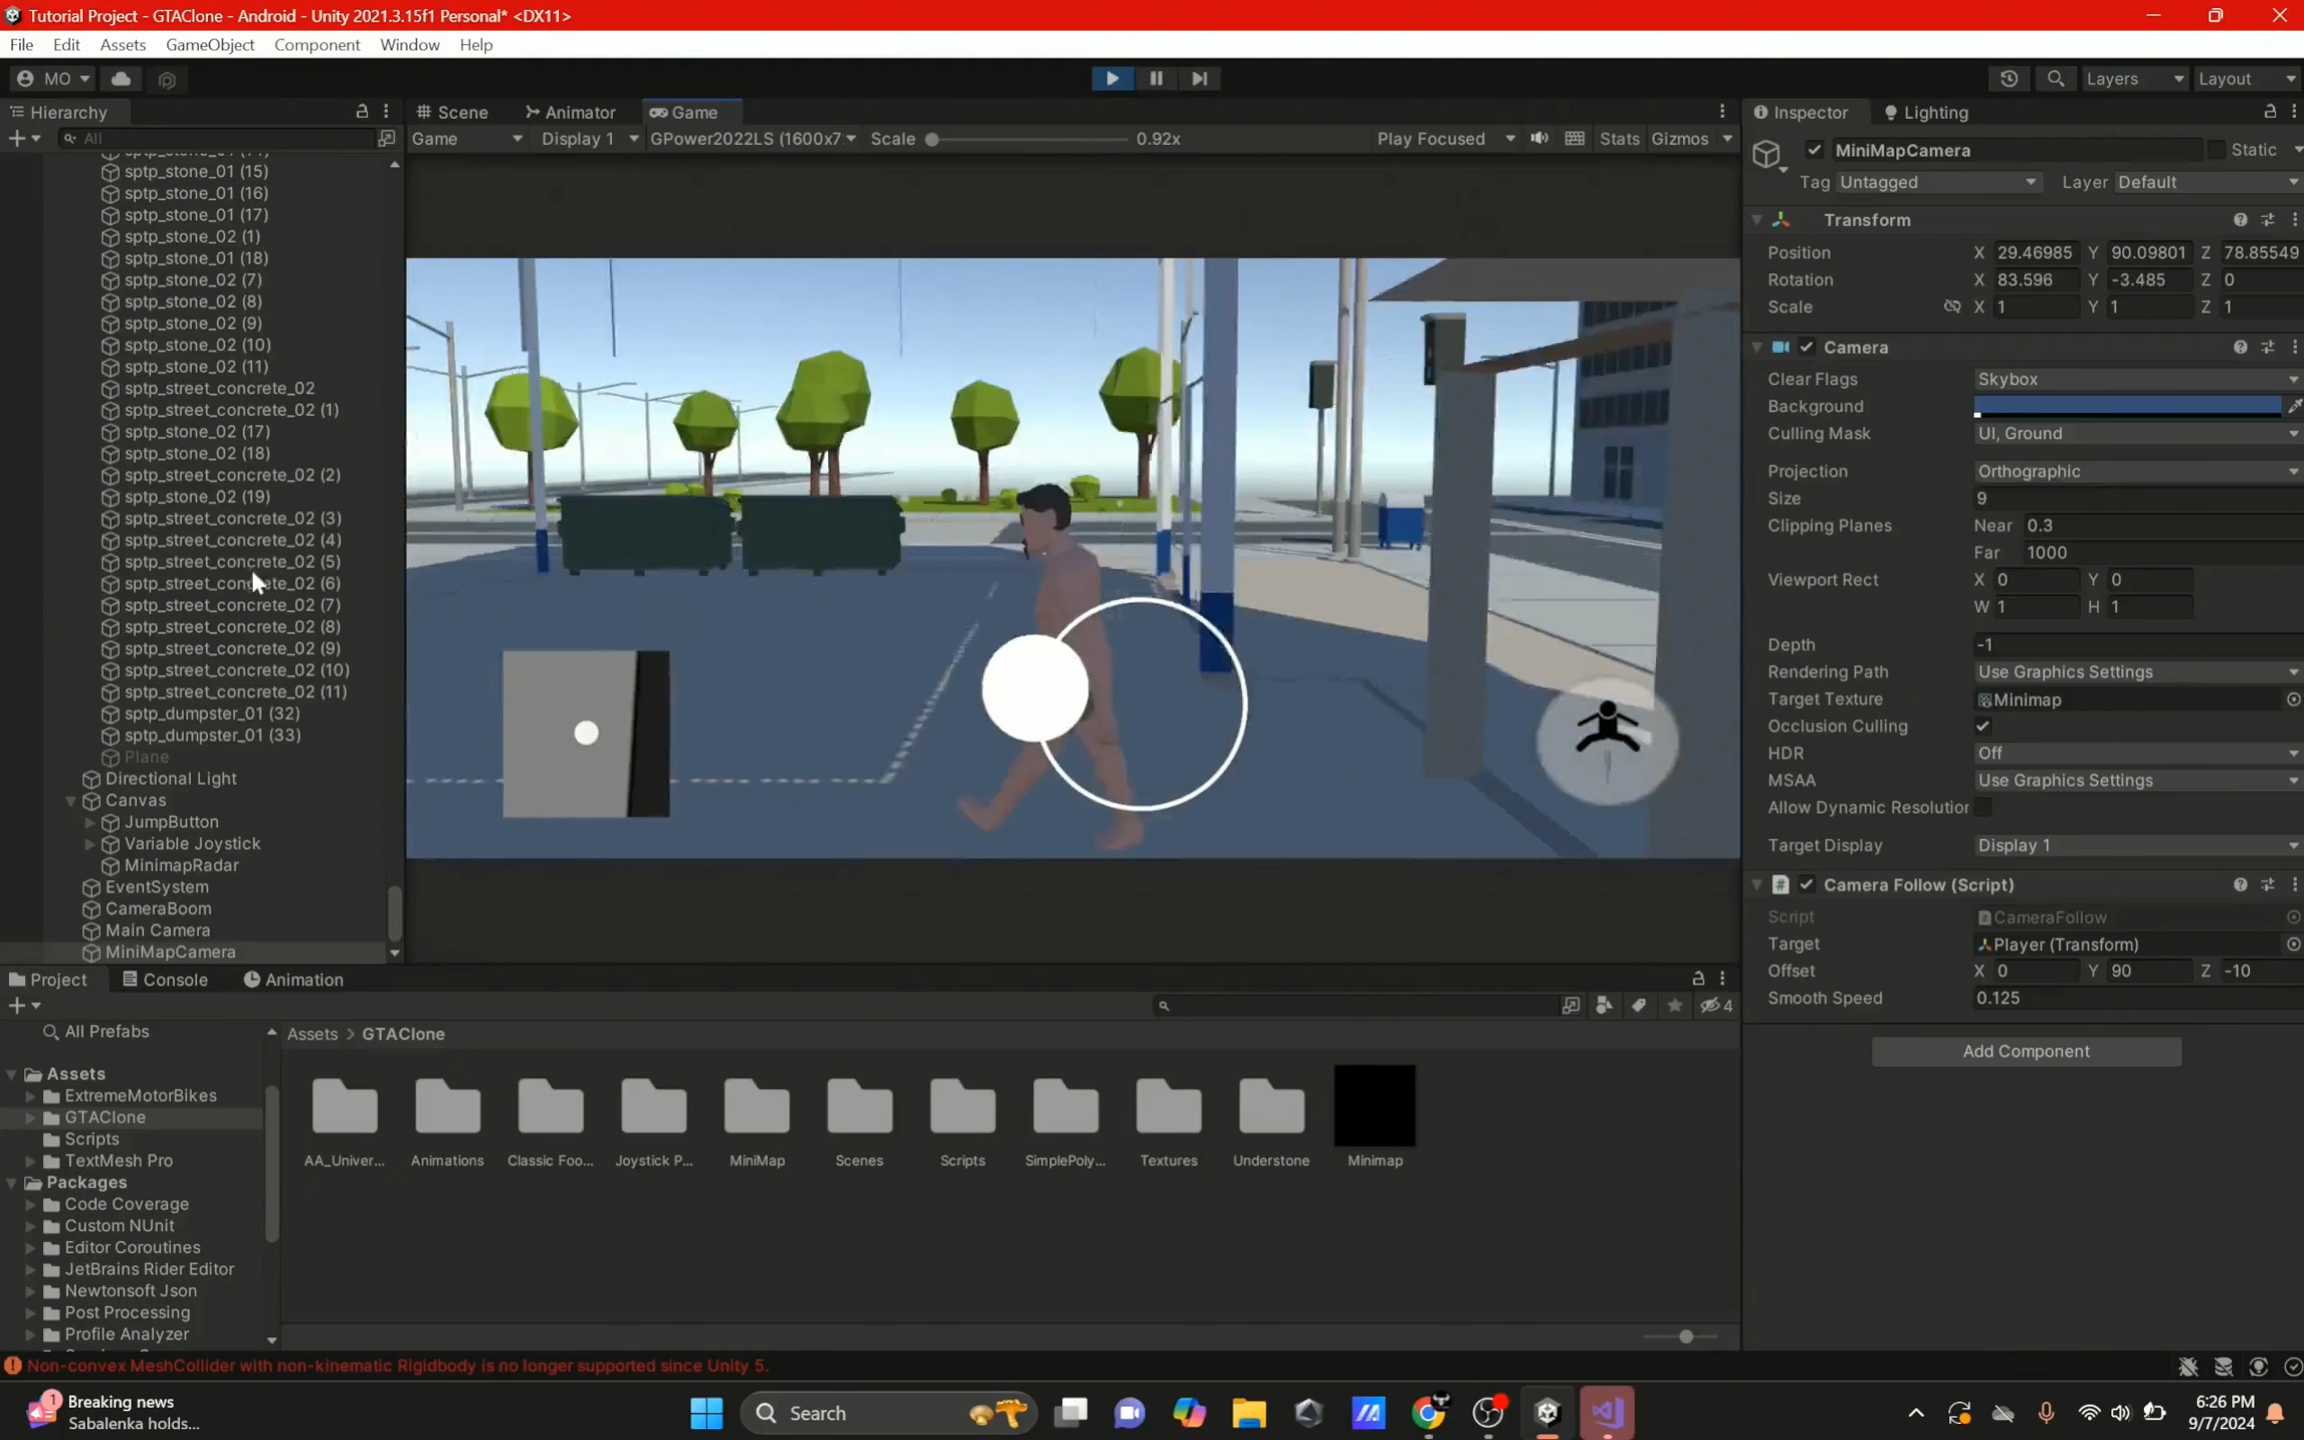 Tutorial Project - GTAClone - Android - Unity 2021.3.15f1 Personal* <DX11>
File Edit Assets GameObject Component Window Help
MO
Layers Layout
Hierarchy
Scene Animator Game
Inspector Lighting
All
Game Display 1 GPower2022LS (1600x7: Scale 0.92x Play Focused Stats Gizmos
sptp_stone_01 (15)
sptp_stone_01 (16)
sptp_stone_01 (17)
sptp_stone_02 (1)
sptp_stone_01 (18)
sptp_stone_02 (7)
sptp_stone_02 (8)
sptp_stone_02 (9)
sptp_stone_02 (10)
sptp_stone_02 (11)
sptp_street_concrete_02
sptp_street_concrete_02 (1)
sptp_stone_02 (17)
sptp_stone_02 (18)
sptp_street_concrete_02 (2)
sptp_stone_02 (19)
sptp_street_concrete_02 (3)
sptp_street_concrete_02 (4)
sptp_street_concrete_02 (5)
sptp_street_concrete_02 (6)
sptp_street_concrete_02 (7)
sptp_street_concrete_02 (8)
sptp_street_concrete_02 (9)
sptp_street_concrete_02 (10)
sptp_street_concrete_02 (11)
sptp_dumpster_01 (32)
sptp_dumpster_01 (33)
Plane
Directional Light
Canvas
JumpButton
Variable Joystick
MinimapRadar
EventSystem
CameraBoom
Main Camera
MiniMapCamera
MiniMapCamera Static
Tag Untagged Layer Default
Transform
Position X 29.46985 Y 90.09801 Z 78.85549
Rotation X 83.596 Y -3.485 Z 0
Scale X 1 Y 1 Z 1
Camera
Clear Flags Skybox
Background
Culling Mask UI, Ground
Projection Orthographic
Size 9
Clipping Planes Near 0.3
Far 1000
Viewport Rect X 0 Y 0
W 1 H 1
Depth -1
Rendering Path Use Graphics Settings
Target Texture Minimap
Occlusion Culling
HDR Off
MSAA Use Graphics Settings
Allow Dynamic Resolution
Target Display Display 1
Camera Follow (Script)
Script CameraFollow
Target Player (Transform)
Offset X 0 Y 90 Z -10
Smooth Speed 0.125
Add Component
Project Console Animation
4
All Prefabs
Assets
ExtremeMotorBikes
GTAClone
Scripts
TextMesh Pro
Packages
Code Coverage
Custom NUnit
Editor Coroutines
JetBrains Rider Editor
Newtonsoft Json
Post Processing
Profile Analyzer
Assets > GTAClone
AA_Univer... Animations Classic Foo... Joystick P... MiniMap Scenes Scripts SimplePoly... Textures Understone Minimap
Non-convex MeshCollider with non-kinematic Rigidbody is no longer supported since Unity 5.
1
Breaking news
Sabalenka holds...
Search
6:26 PM
9/7/2024